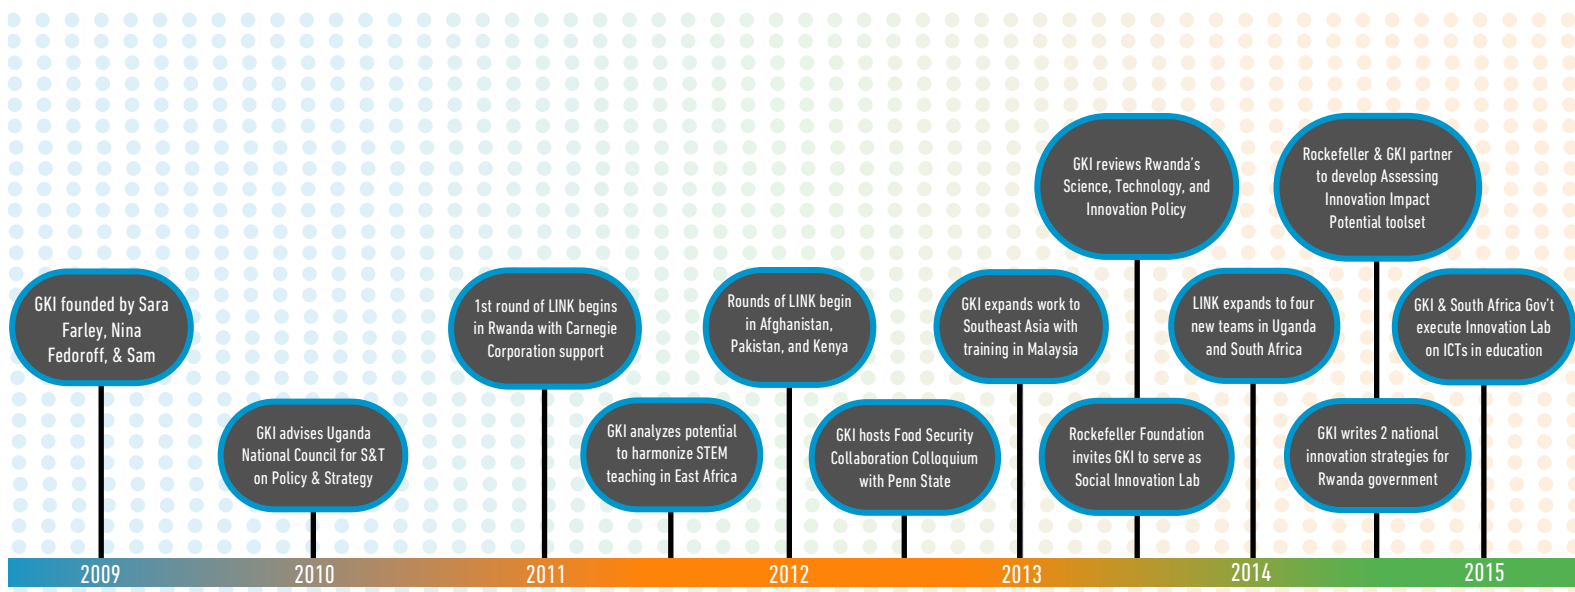 GKI founded by Sara
Farley, Nina
Fedoroff, & Sam
GKI advises Uganda
National Council for S&T
on Policy & Strategy
1st round of LINK begins
in Rwanda with Carnegie
Corporation support
GKI analyzes potential
to harmonize STEM
teaching in East Africa
Rounds of LINK begin
in Afghanistan,
Pakistan, and Kenya
GKI hosts Food Security
Collaboration Colloquium
with Penn State
GKI expands work to
Southeast Asia with
training in Malaysia
GKI reviews Rwanda's
Science, Technology, and
Innovation Policy
Rockefeller Foundation
invites GKI to serve as
Social Innovation Lab
LINK expands to four
new teams in Uganda
and South Africa
Rockefeller & GKI partner
to develop Assessing
Innovation Impact
Potential toolset
GKI writes 2 national
innovation strategies for
Rwanda government
GKI & South Africa Gov't
execute Innovation Lab
on ICTs in education
2009
2010
2011
2012
2013
2014
2015